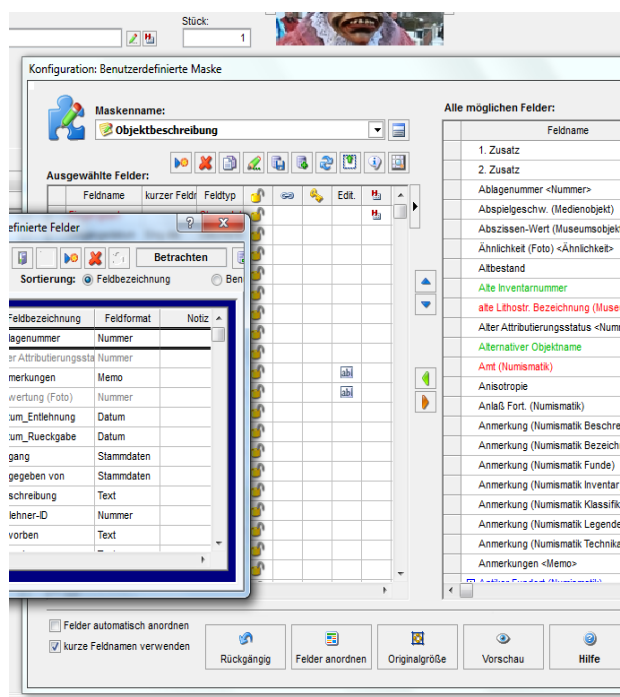 Stück:
1
Konfiguration: Benutzerdefinierte Maske
Maskenname:
Objektbeschreibung
Ausgewählte Felder:
Feldname kurzer Feldn Feldtyp Edit.
Alle möglichen Felder:
Feldname
1. Zusatz
2. Zusatz
Ablagenummer <Nummer>
Abspielgeschw. (Medienobjekt)
Abszissen-Wert (Museumsobjekt
Ähnlichkeit (Foto) <Ähnlichkeit>
Altbestand
Alte Inventarnummer
alte Lithostr. Bezeichnung (Muse
Alter Attributierungsstatus <Numm
Alternativer Objektname
Amt (Numismatik)
Anisotropie
Anlaß Fort. (Numismatik)
Anmerkung (Numismatik Beschre
Anmerkung (Numismatik Bezeich
Anmerkung (Numismatik Funde)
Anmerkung (Numismatik Inventar
Anmerkung (Numismatik Klassifik
Anmerkung (Numismatik Legende
Anmerkung (Numismatik Technika
Anmerkungen <Memo>
efinierte Felder
Betrachten
Sortierung: Feldbezeichnung Ben
Feldbezeichnung Feldformat Notiz
lagenummer Nummer
er Attributierungssta Nummer
merkungen Memo
wertung (Foto) Nummer
tum_Entlehnung Datum
tum_Rueckgabe Datum
gang Stammdaten
gegeben von Stammdaten
schreibung Text
lehner-ID Nummer
worben Text
Felder automatisch anordnen
kurze Feldnamen verwenden
Rückgängig
Felder anordnen
Originalgröße
Vorschau
Hilfe